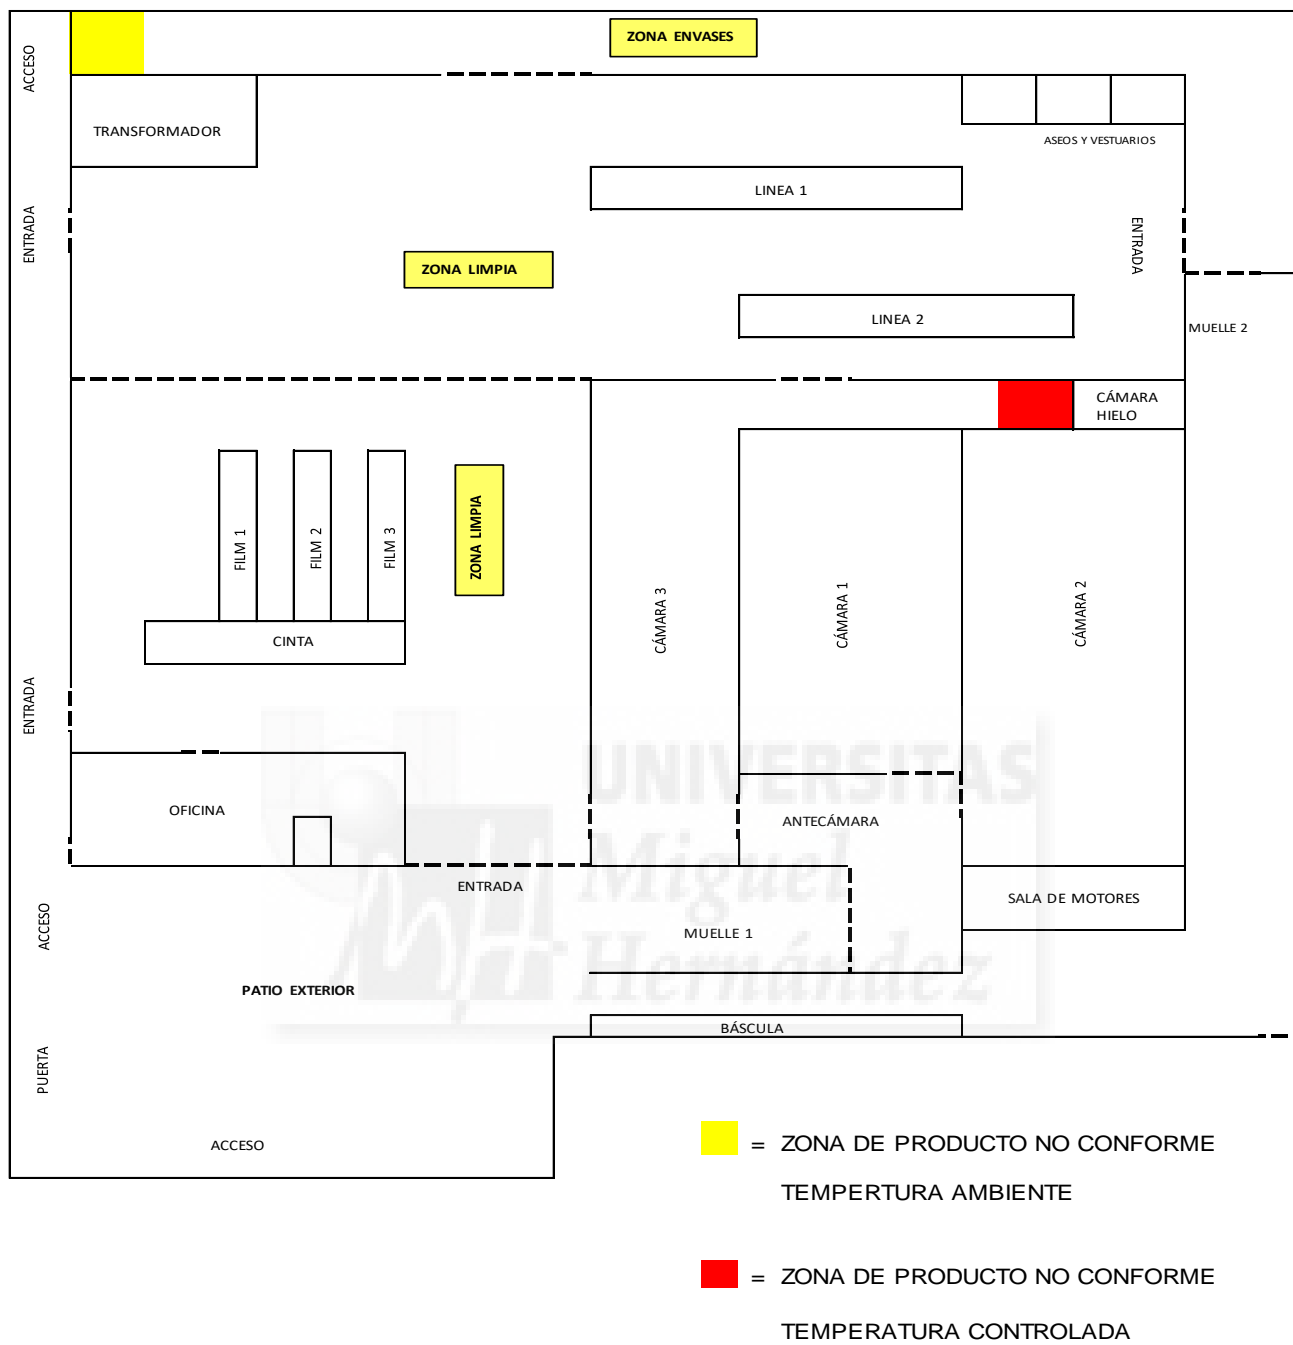 ZONA ENVASES
ACCESO
TRANSFORMADOR
ASEOS Y VESTUARIOS
LINEA 1
ENTRADA
ENTRADA
ZONA LIMPIA
LINEA 2
MUELLE 2
CÁMARA
HIELO
FILM 1
FILM 2
FILM 3
ZONA LIMPIA
CÁMARA 3
CÁMARA 1
CÁMARA 2
CINTA
ENTRADA
UNIVERSITAS
Miguel
Hernández
OFICINA
ANTECÁMARA
ENTRADA
SALA DE MOTORES
ACCESO
MUELLE 1
PATIO EXTERIOR
BÁSCULA
PUERTA
ACCESO
= ZONA DE PRODUCTO NO CONFORME
TEMPERTURA AMBIENTE
= ZONA DE PRODUCTO NO CONFORME
TEMPERATURA CONTROLADA